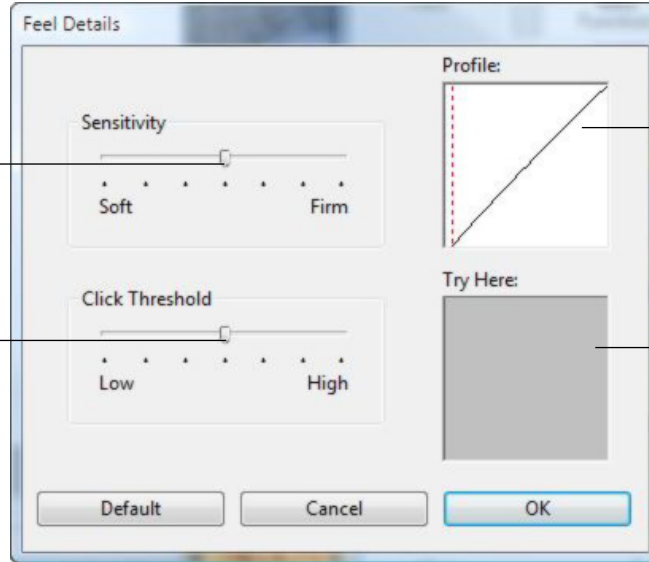 Feel Details
Profile:
Sensitivity
Soft Firm
Try Here:
Click Threshold
Low High
Default Cancel OK